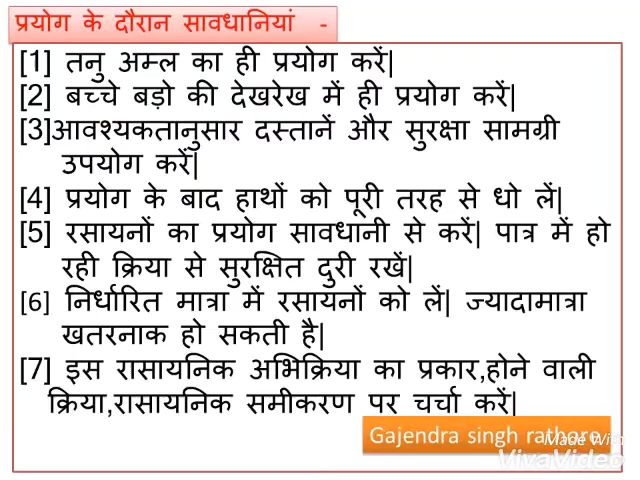 प्रयोग के दौरान सावधानियां -
[1] तनु अम्ल का ही प्रयोग करें|
[2] बच्चे बड़ो की देखरेख में ही प्रयोग करें|
[3]आवश्यकतानुसार दस्तानें और सुरक्षा सामग्री
उपयोग करें|
[4] प्रयोग के बाद हाथों को पूरी तरह से धो लें|
[5] रसायनों का प्रयोग सावधानी से करें| पात्र में हो
रही क्रिया से सुरक्षित दुरी रखें|
[6] निर्धारित मात्रा में रसायनों को लें| ज्यादामात्रा
खतरनाक हो सकती है|
[7] इस रासायनिक अभिक्रिया का प्रकार,होने वाली
क्रिया,रासायनिक समीकरण पर चर्चा करें|
Gajendra singh rathore
Made With
VivaVideo